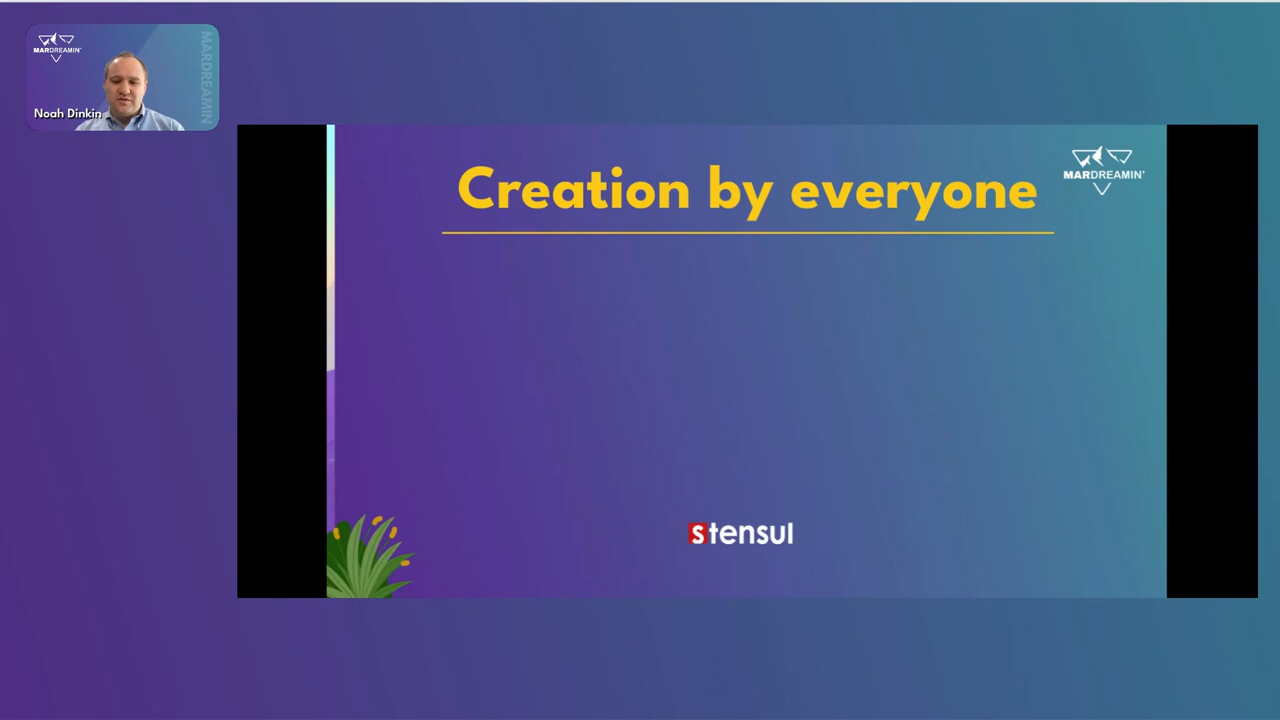 MARDREAMIN'
MARDREAMIN
Noah Dinkin
Creation by everyone
MARDREAMIN'
stensul